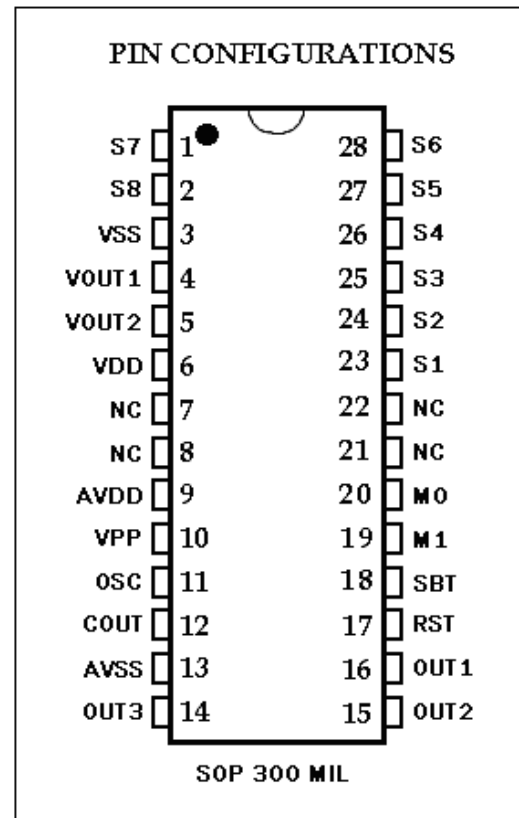 PIN CONFIGURATIONS
S7 1 28 S6
S8 2 27 S5
VSS 3 26 S4
VOUT1 4 25 S3
VOUT2 5 24 S2
VDD 6 23 S1
NC 7 22 NC
NC 8 21 NC
AVDD 9 20 M0
VPP 10 19 M1
OSC 11 18 SBT
COUT 12 17 RST
AVSS 13 16 OUT1
OUT3 14 15 OUT2
SOP 300 MIL